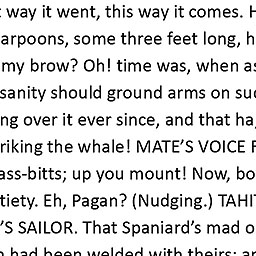 way it went, this way it comes. H
arpoons, some three feet long, h
my brow? Oh! time was, when as
sanity should ground arms on su
ng over it ever since, and that ha
riking the whale! MATE'S VOICE F
ass-bitts; up you mount! Now, bo
tiety. Eh, Pagan? (Nudging.) TAHI
'S SAILOR. That Spaniard's mad o
had been welded with theirs; a